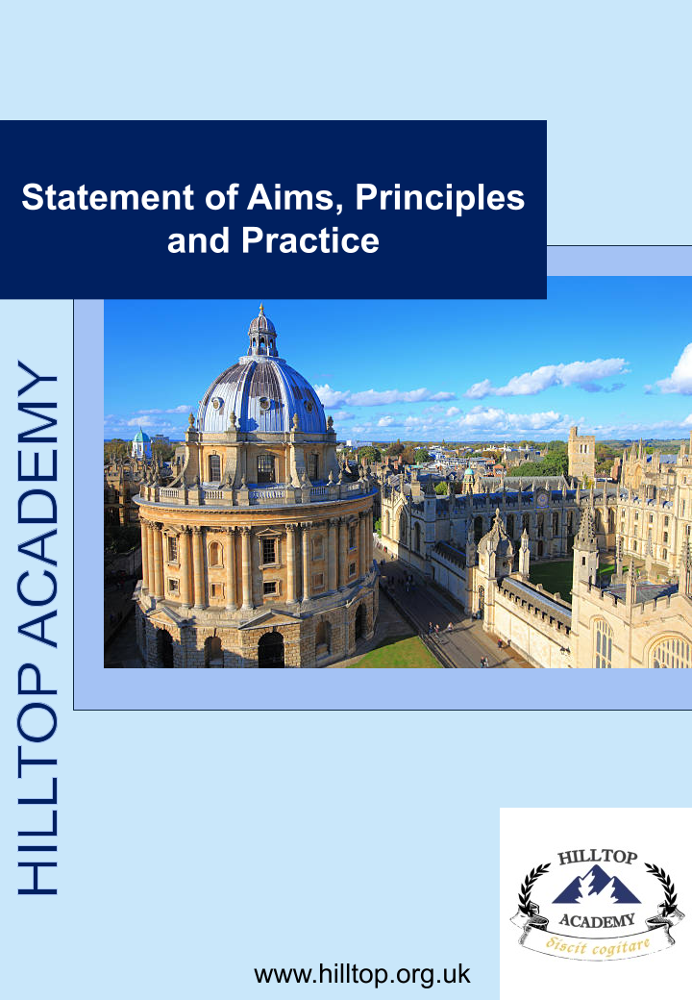 Statement of Aims, Principles
and Practice
HILLTOP ACADEMY
HILLTOP
ACADEMY
Discit cogitare
www.hilltop.org.uk